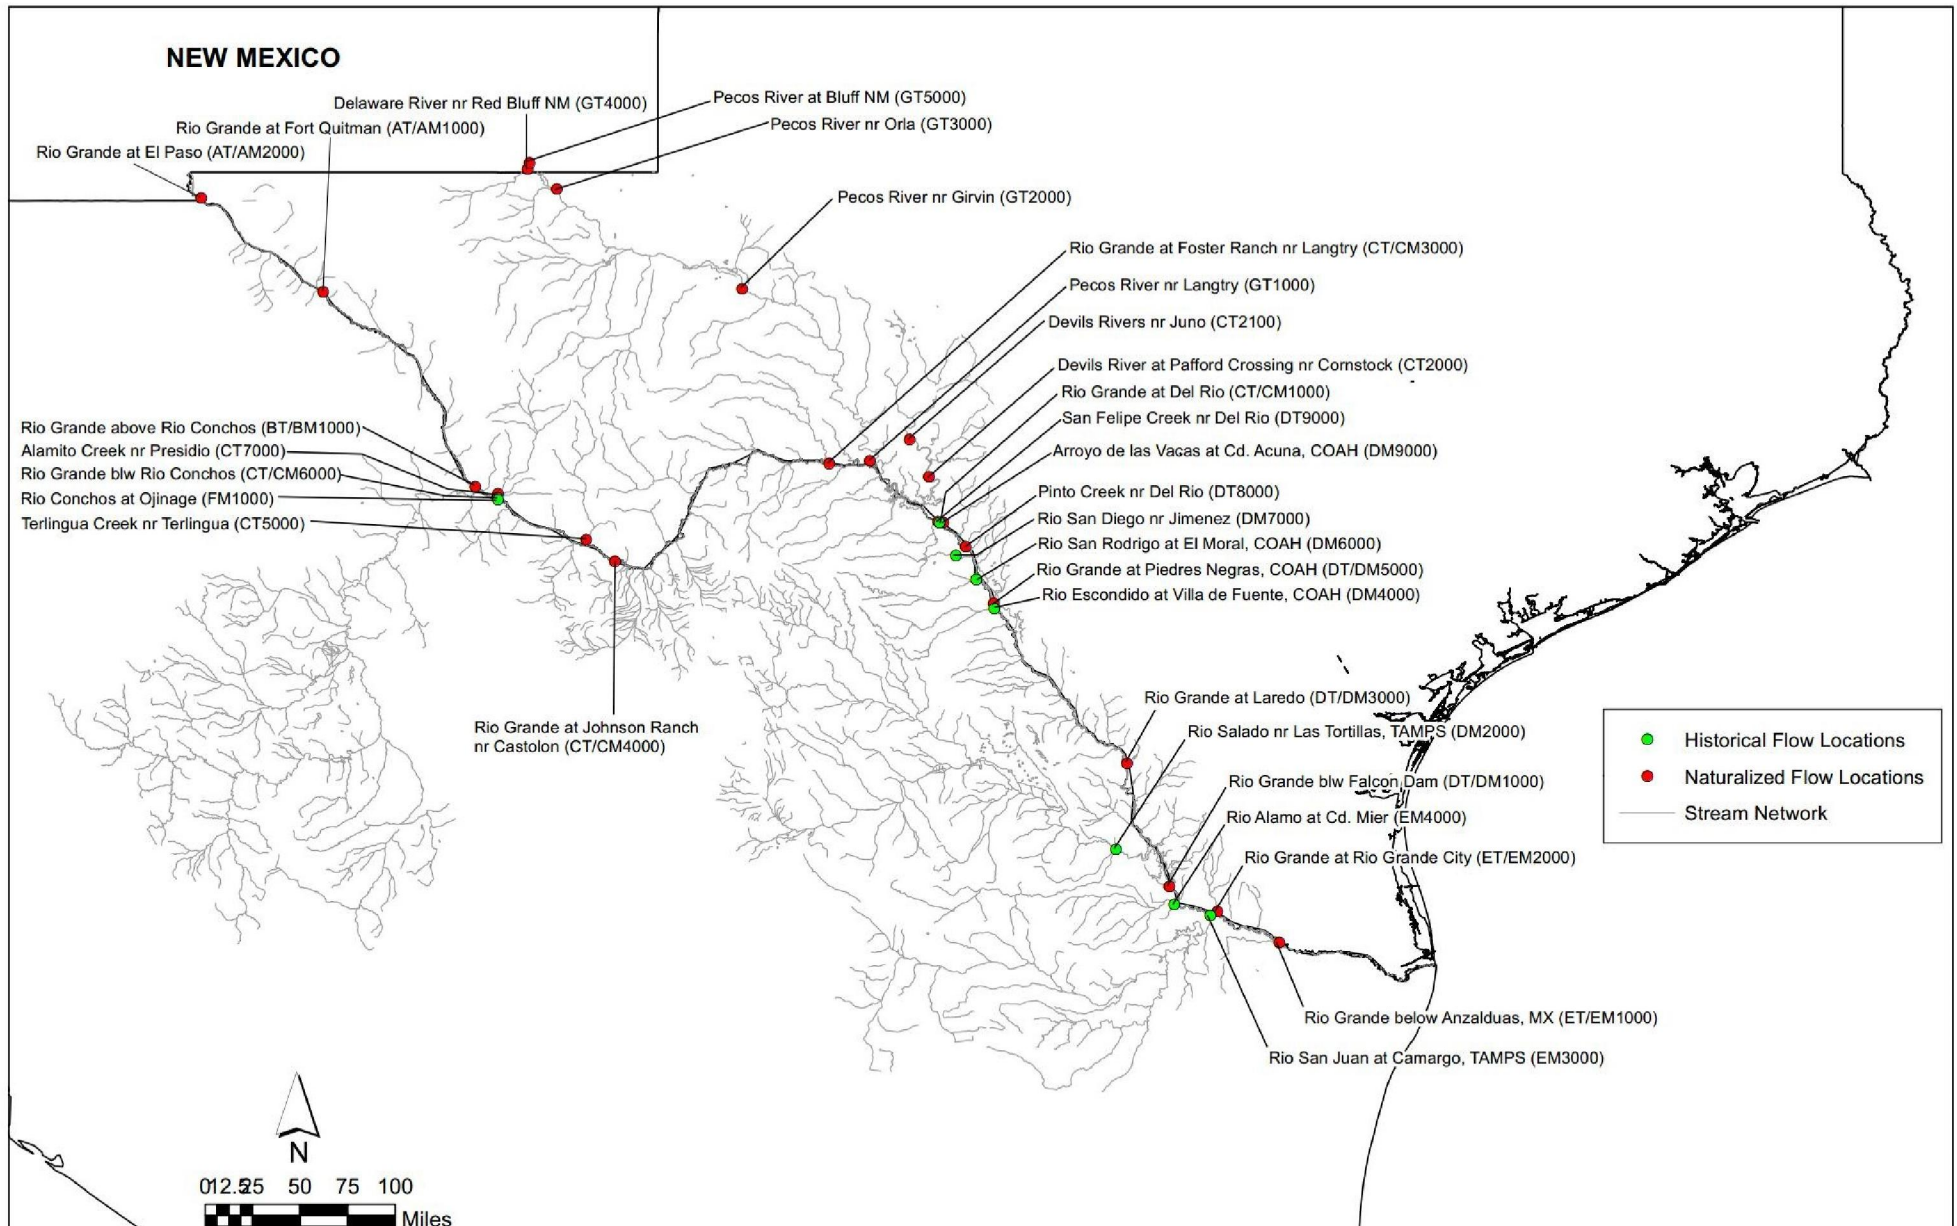 NEW MEXICO
Delaware River nr Red Bluff NM (GT4000)
Pecos River at Bluff NM (GT5000)
Rio Grande at Fort Quitman (AT/AM1000)
Pecos River nr Orla (GT3000)
Rio Grande at El Paso (AT/AM2000)
Pecos River nr Girvin (GT2000)
Rio Grande at Foster Ranch nr Langtry (CT/CM3000)
Pecos River nr Langtry (GT1000)
Devils Rivers nr Juno (CT2100)
Devils River at Pafford Crossing nr Comstock (CT2000)
Rio Grande at Del Rio (CT/CM1000)
San Felipe Creek nr Del Rio (DT9000)
Arroyo de las Vacas at Cd. Acuna, COAH (DM9000)
Rio Grande above Rio Conchos (BT/BM1000)
Alamito Creek nr Presidio (CT7000)
Rio Grande blw Rio Conchos (CT/CM6000)
Rio Conchos at Ojinage (FM1000)
Terlingua Creek nr Terlingua (CT5000)
Pinto Creek nr Del Rio (DT8000)
Rio San Diego nr Jimenez (DM7000)
Rio San Rodrigo at El Moral, COAH (DM6000)
Rio Grande at Piedres Negras, COAH (DT/DM5000)
Rio Escondido at Villa de Fuente, COAH (DM4000)
Rio Grande at Johnson Ranch
nr Castolon (CT/CM4000)
Rio Grande at Laredo (DT/DM3000)
Rio Salado nr Las Tortillas, TAMPS (DM2000)
Rio Grande blw Falcon Dam (DT/DM1000)
Rio Alamo at Cd. Mier (EM4000)
Rio Grande at Rio Grande City (ET/EM2000)
Rio Grande below Anzalduas, MX (ET/EM1000)
Rio San Juan at Camargo, TAMPS (EM3000)
Historical Flow Locations
Naturalized Flow Locations
Stream Network
N
0 12.5 25 50 75 100
Miles